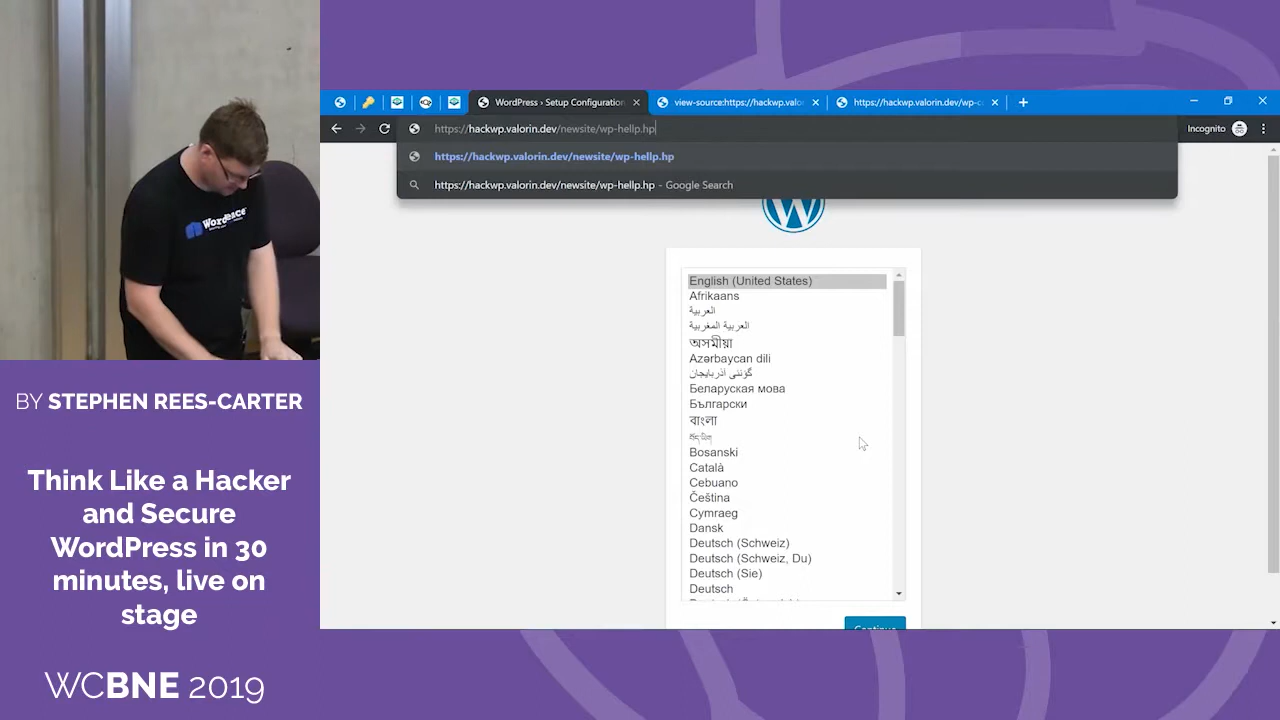 Wordfence
BY STEPHEN REES-CARTER
Think Like a Hacker
and Secure
WordPress in 30
minutes, live on
stage
WCBNE 2019
WordPress › Setup Configuration
view-source:https://hackwp.valor
https://hackwp.valorin.dev/wp-c
https://hackwp.valorin.dev/newsite/wp-hellp.hp
Incognito
https://hackwp.valorin.dev/newsite/wp-hellp.hp
https://hackwp.valorin.dev/newsite/wp-hellp.hp - Google Search
English (United States)
Afrikaans
العربية
العربية المغربية
অসমীয়া
Azərbaycan dili
گؤنئی آذربایجان
Беларуская мова
Български
বাংলা
བོད་ཡིག
Bosanski
Català
Cebuano
Čeština
Cymraeg
Dansk
Deutsch (Schweiz)
Deutsch (Schweiz, Du)
Deutsch (Sie)
Deutsch
Continue